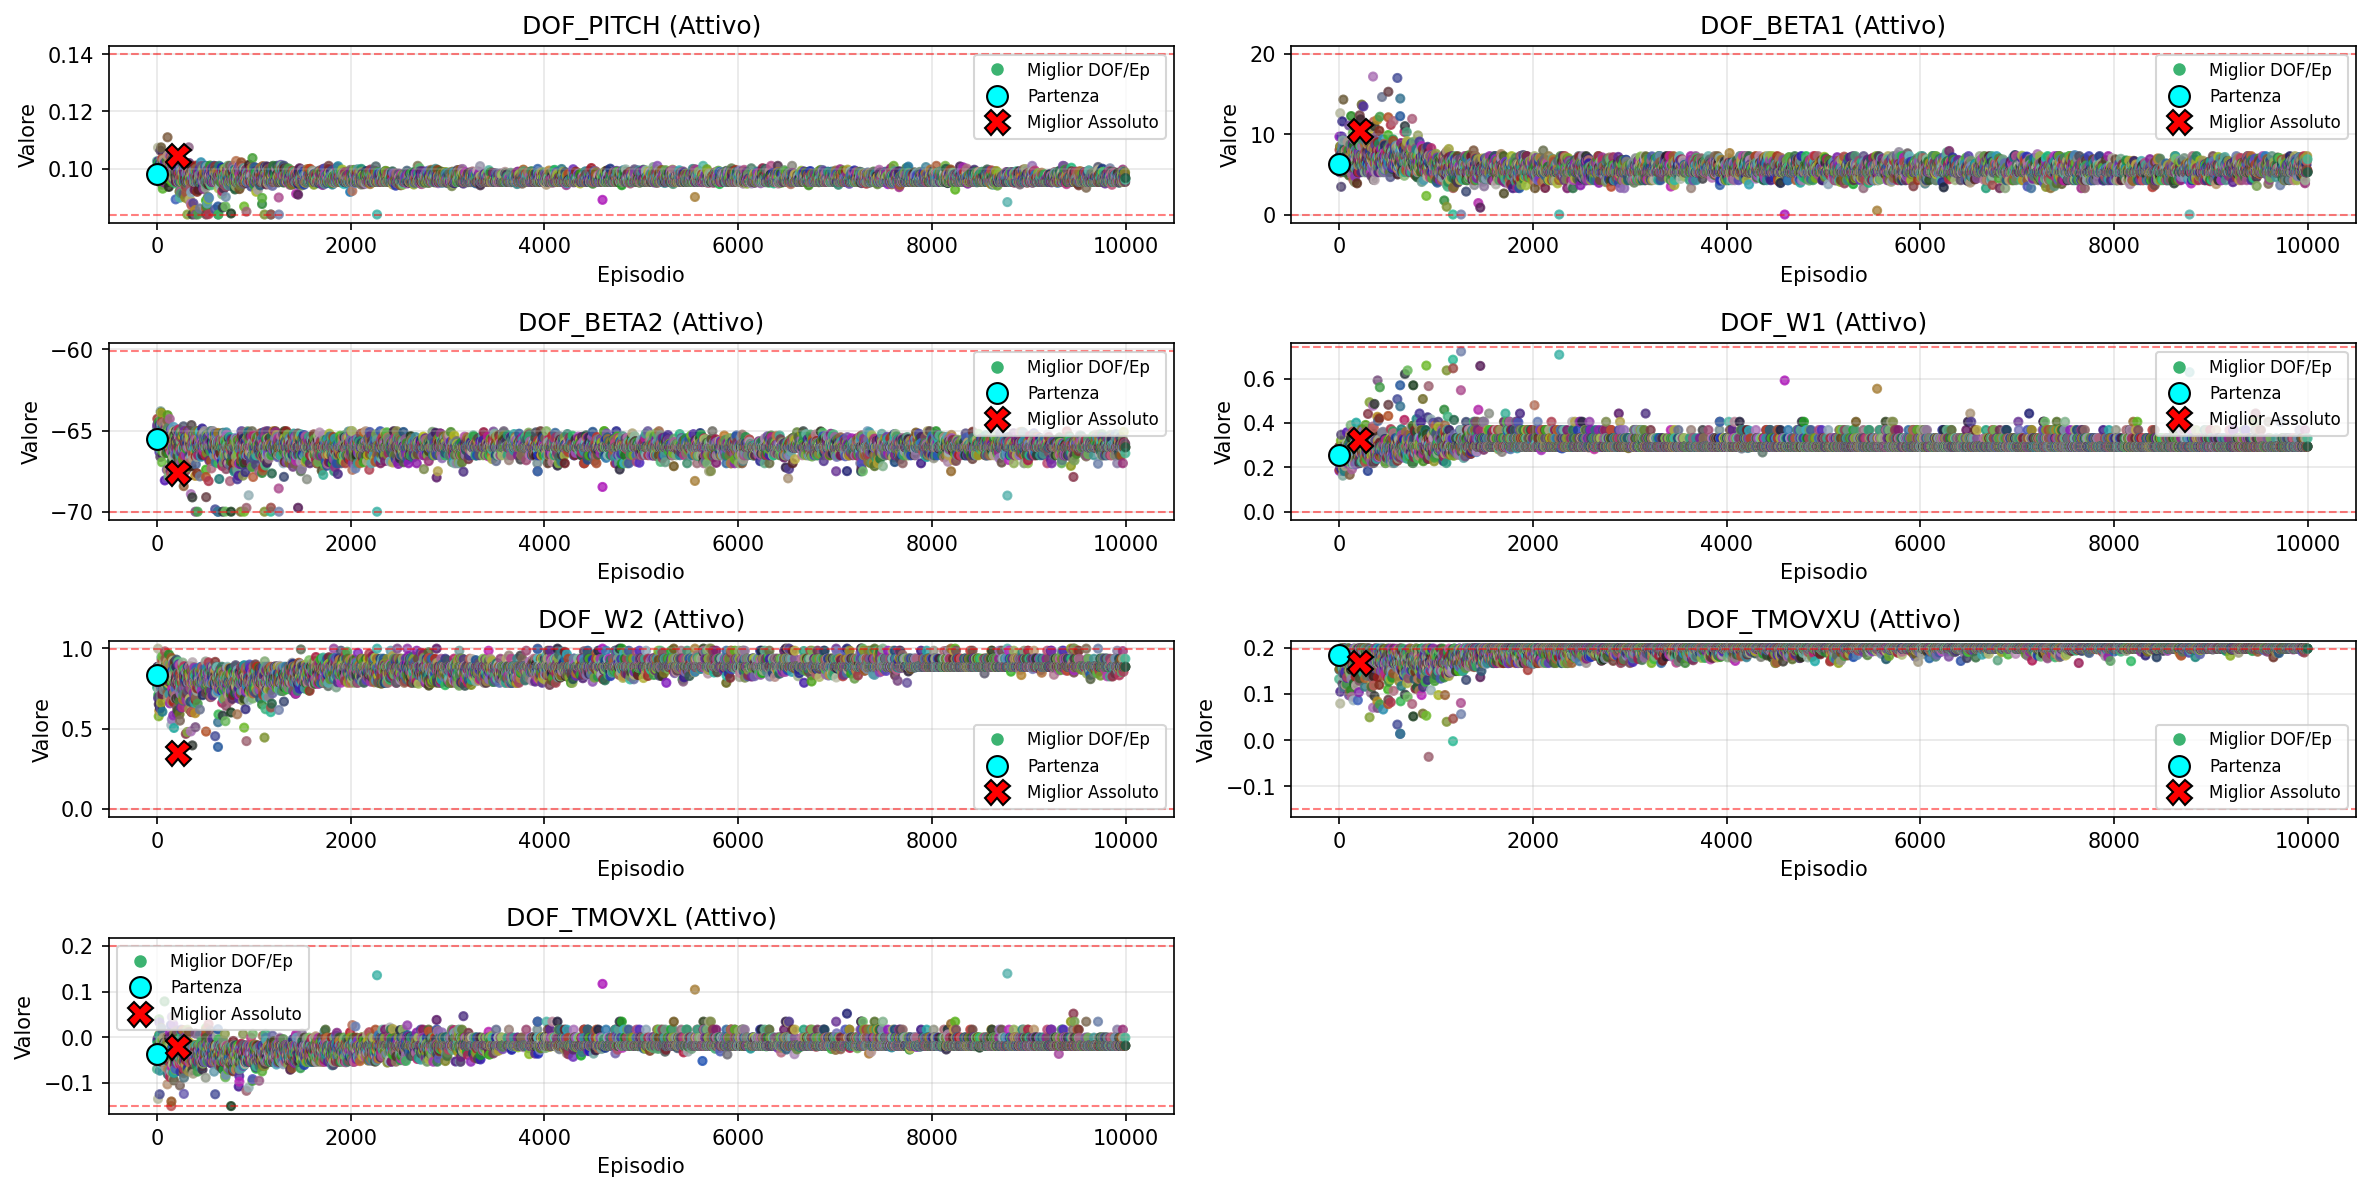 DOF_PITCH (Attivo)
0.14
0.12
0.10
Valore
Miglior DOF/Ep
Partenza
Miglior Assoluto
0 2000 4000 6000 8000 10000
Episodio
DOF_BETA1 (Attivo)
20
10
0
Valore
Miglior DOF/Ep
Partenza
Miglior Assoluto
0 2000 4000 6000 8000 10000
Episodio
DOF_BETA2 (Attivo)
−60
−65
−70
Valore
Miglior DOF/Ep
Partenza
Miglior Assoluto
0 2000 4000 6000 8000 10000
Episodio
DOF_W1 (Attivo)
0.6
0.4
0.2
0.0
Valore
Miglior DOF/Ep
Partenza
Miglior Assoluto
0 2000 4000 6000 8000 10000
Episodio
DOF_W2 (Attivo)
1.0
0.5
0.0
Valore
Miglior DOF/Ep
Partenza
Miglior Assoluto
0 2000 4000 6000 8000 10000
Episodio
DOF_TMOVXU (Attivo)
0.2
0.1
0.0
−0.1
Valore
Miglior DOF/Ep
Partenza
Miglior Assoluto
0 2000 4000 6000 8000 10000
Episodio
DOF_TMOVXL (Attivo)
0.2
0.1
0.0
−0.1
Valore
Miglior DOF/Ep
Partenza
Miglior Assoluto
0 2000 4000 6000 8000 10000
Episodio